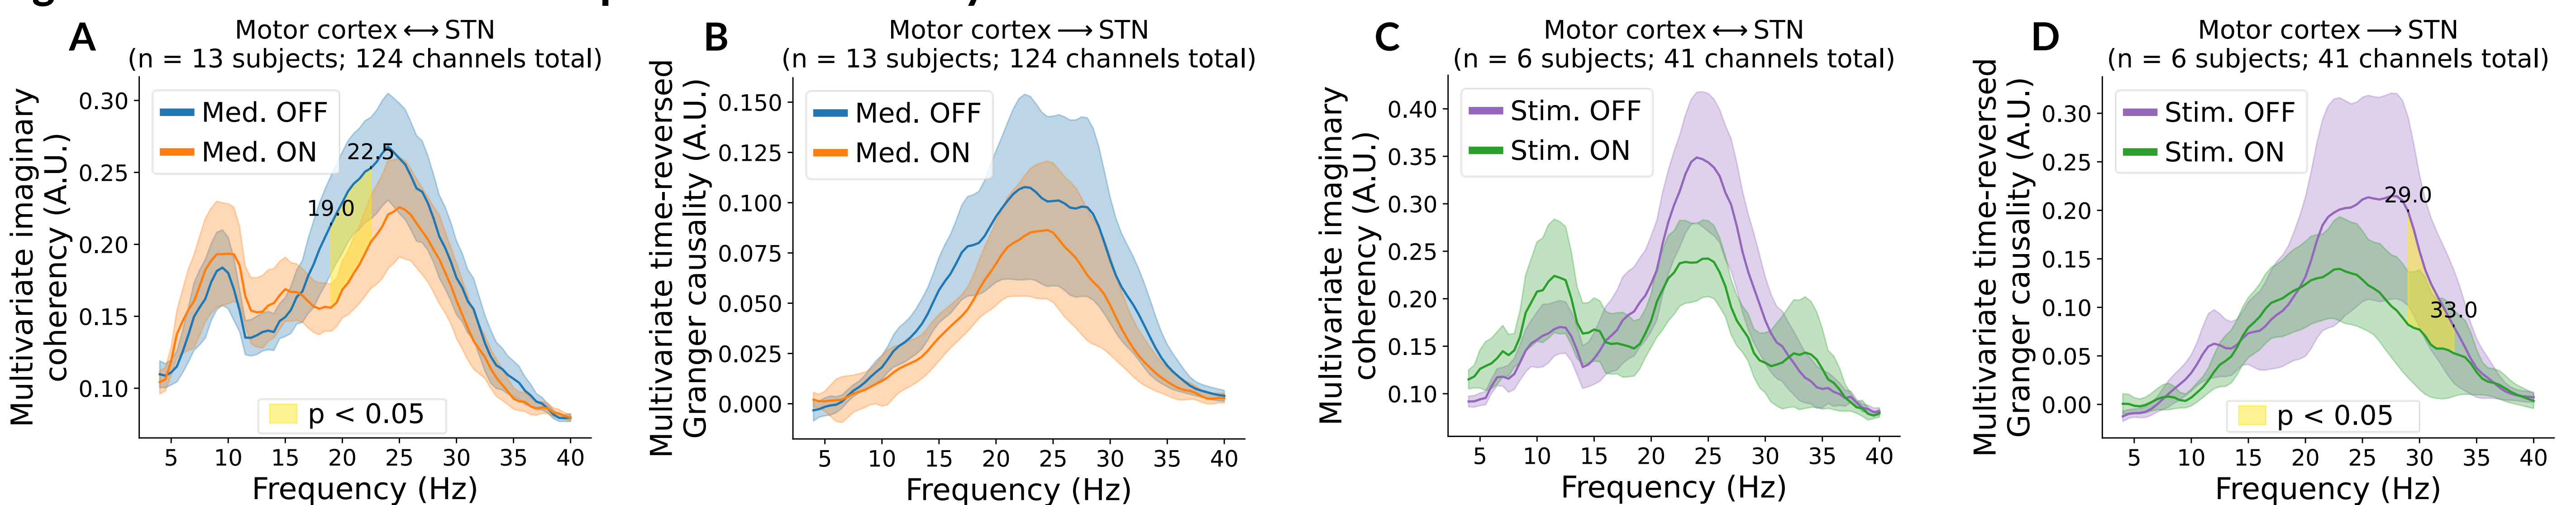 A
Motor cortex ⟷ STN
(n = 13 subjects; 124 channels total)
Multivariate imaginary
coherency (A.U.)
0.30
0.25
0.20
0.15
0.10
Med. OFF
Med. ON
22.5
19.0
p < 0.05
5 10 15 20 25 30 35 40
Frequency (Hz)
B
Motor cortex ⟶ STN
(n = 13 subjects; 124 channels total)
Multivariate time-reversed
Granger causality (A.U.)
0.150
0.125
0.100
0.075
0.050
0.025
0.000
Med. OFF
Med. ON
5 10 15 20 25 30 35 40
Frequency (Hz)
C
Motor cortex ⟷ STN
(n = 6 subjects; 41 channels total)
Multivariate imaginary
coherency (A.U.)
0.40
0.35
0.30
0.25
0.20
0.15
0.10
Stim. OFF
Stim. ON
5 10 15 20 25 30 35 40
Frequency (Hz)
D
Motor cortex ⟶ STN
(n = 6 subjects; 41 channels total)
Multivariate time-reversed
Granger causality (A.U.)
0.30
0.25
0.20
0.15
0.10
0.05
0.00
Stim. OFF
Stim. ON
29.0
33.0
p < 0.05
5 10 15 20 25 30 35 40
Frequency (Hz)